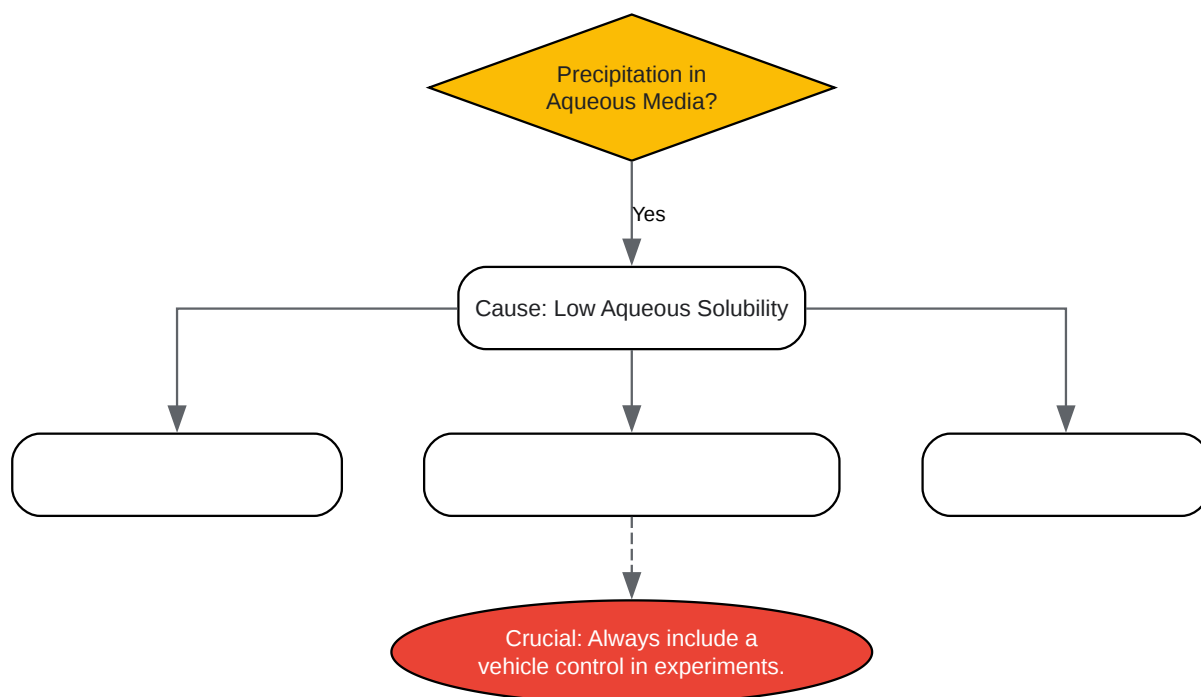 Precipitation in
Aqueous Media?
Yes
Cause: Low Aqueous Solubility
Crucial: Always include a
vehicle control in experiments.